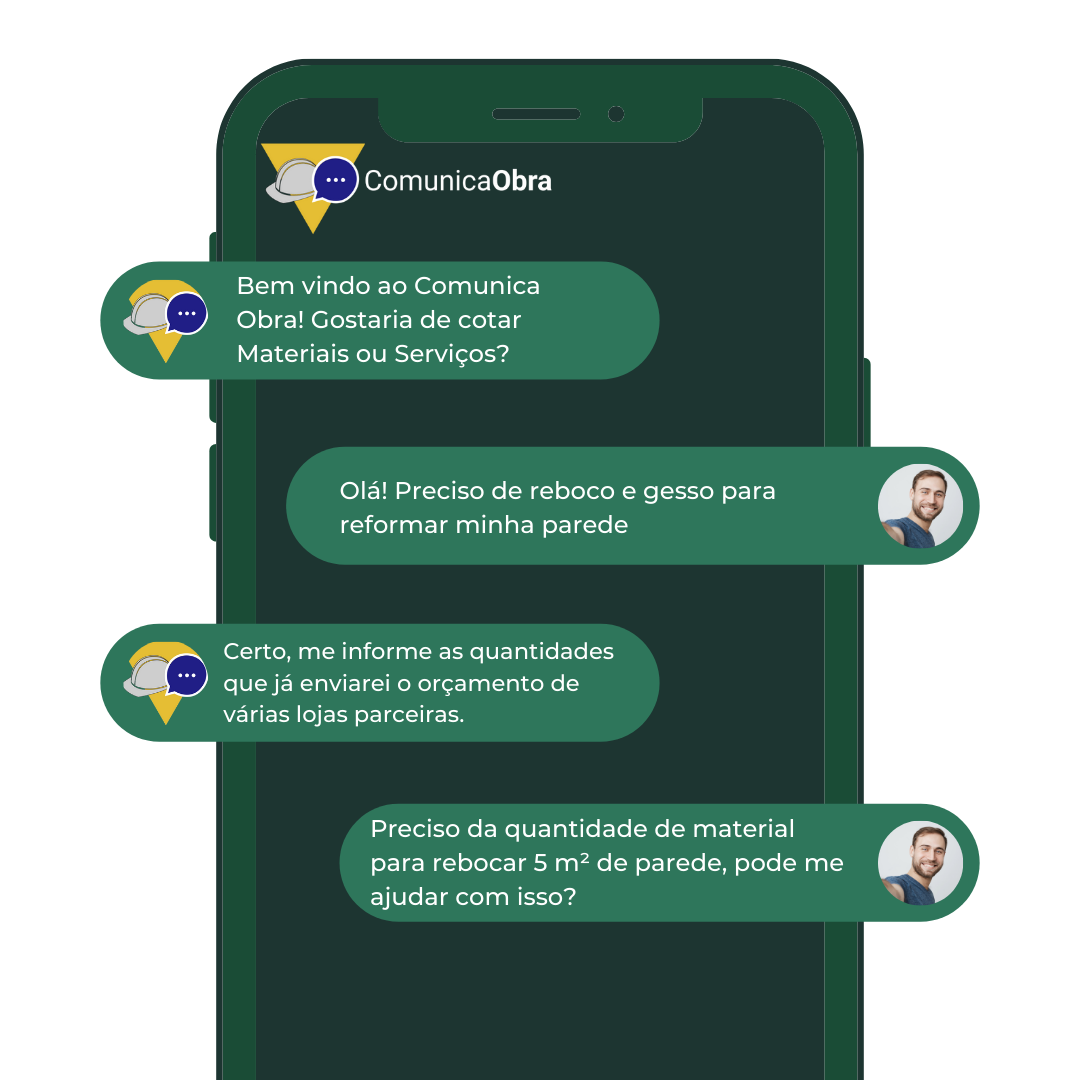 ComunicaObra
Bem vindo ao Comunica
Obra! Gostaria de cotar
Materiais ou Serviços?
Olá! Preciso de reboco e gesso para
reformar minha parede
Certo, me informe as quantidades
que já enviarei o orçamento de
várias lojas parceiras.
Preciso da quantidade de material
para rebocar 5 m² de parede, pode me
ajudar com isso?